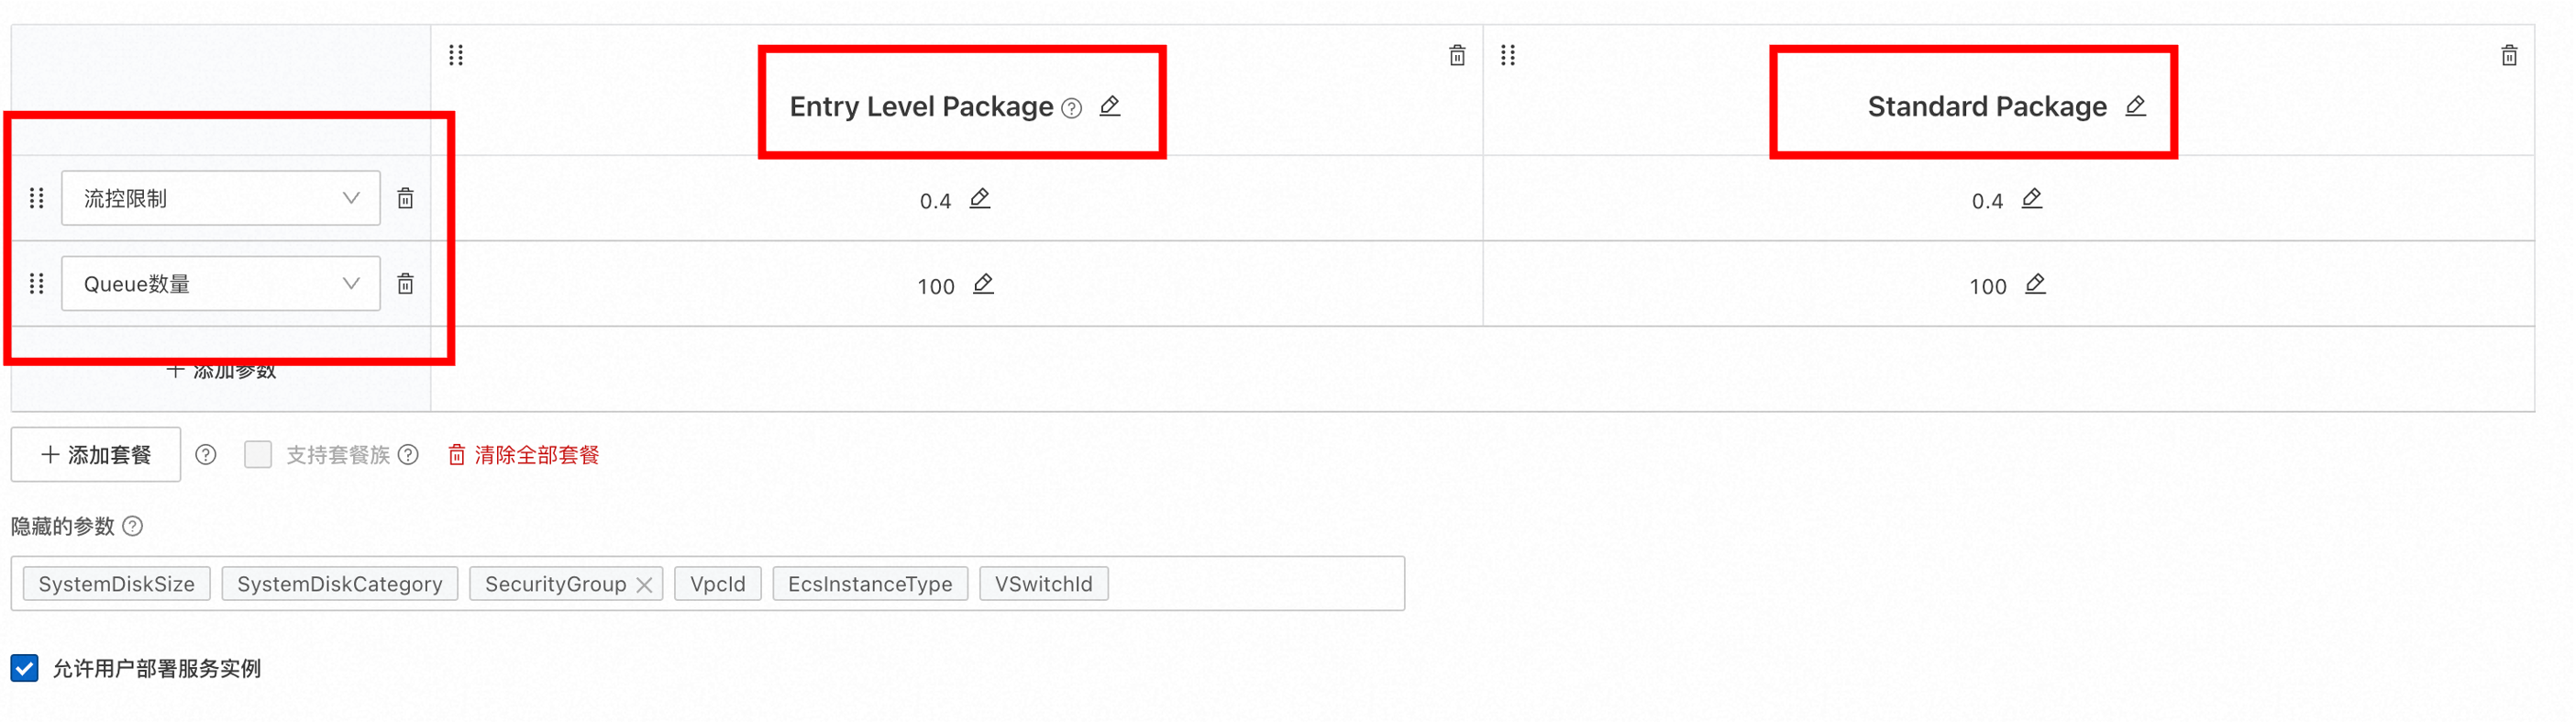 Entry Level Package
Standard Package
流控限制
0.4
0.4
Queue数量
100
100
+ 添加参数
+ 添加套餐
支持套餐族
清除全部套餐
隐藏的参数
SystemDiskSize SystemDiskCategory SecurityGroup VpcId EcsInstanceType VSwitchId
允许用户部署服务实例